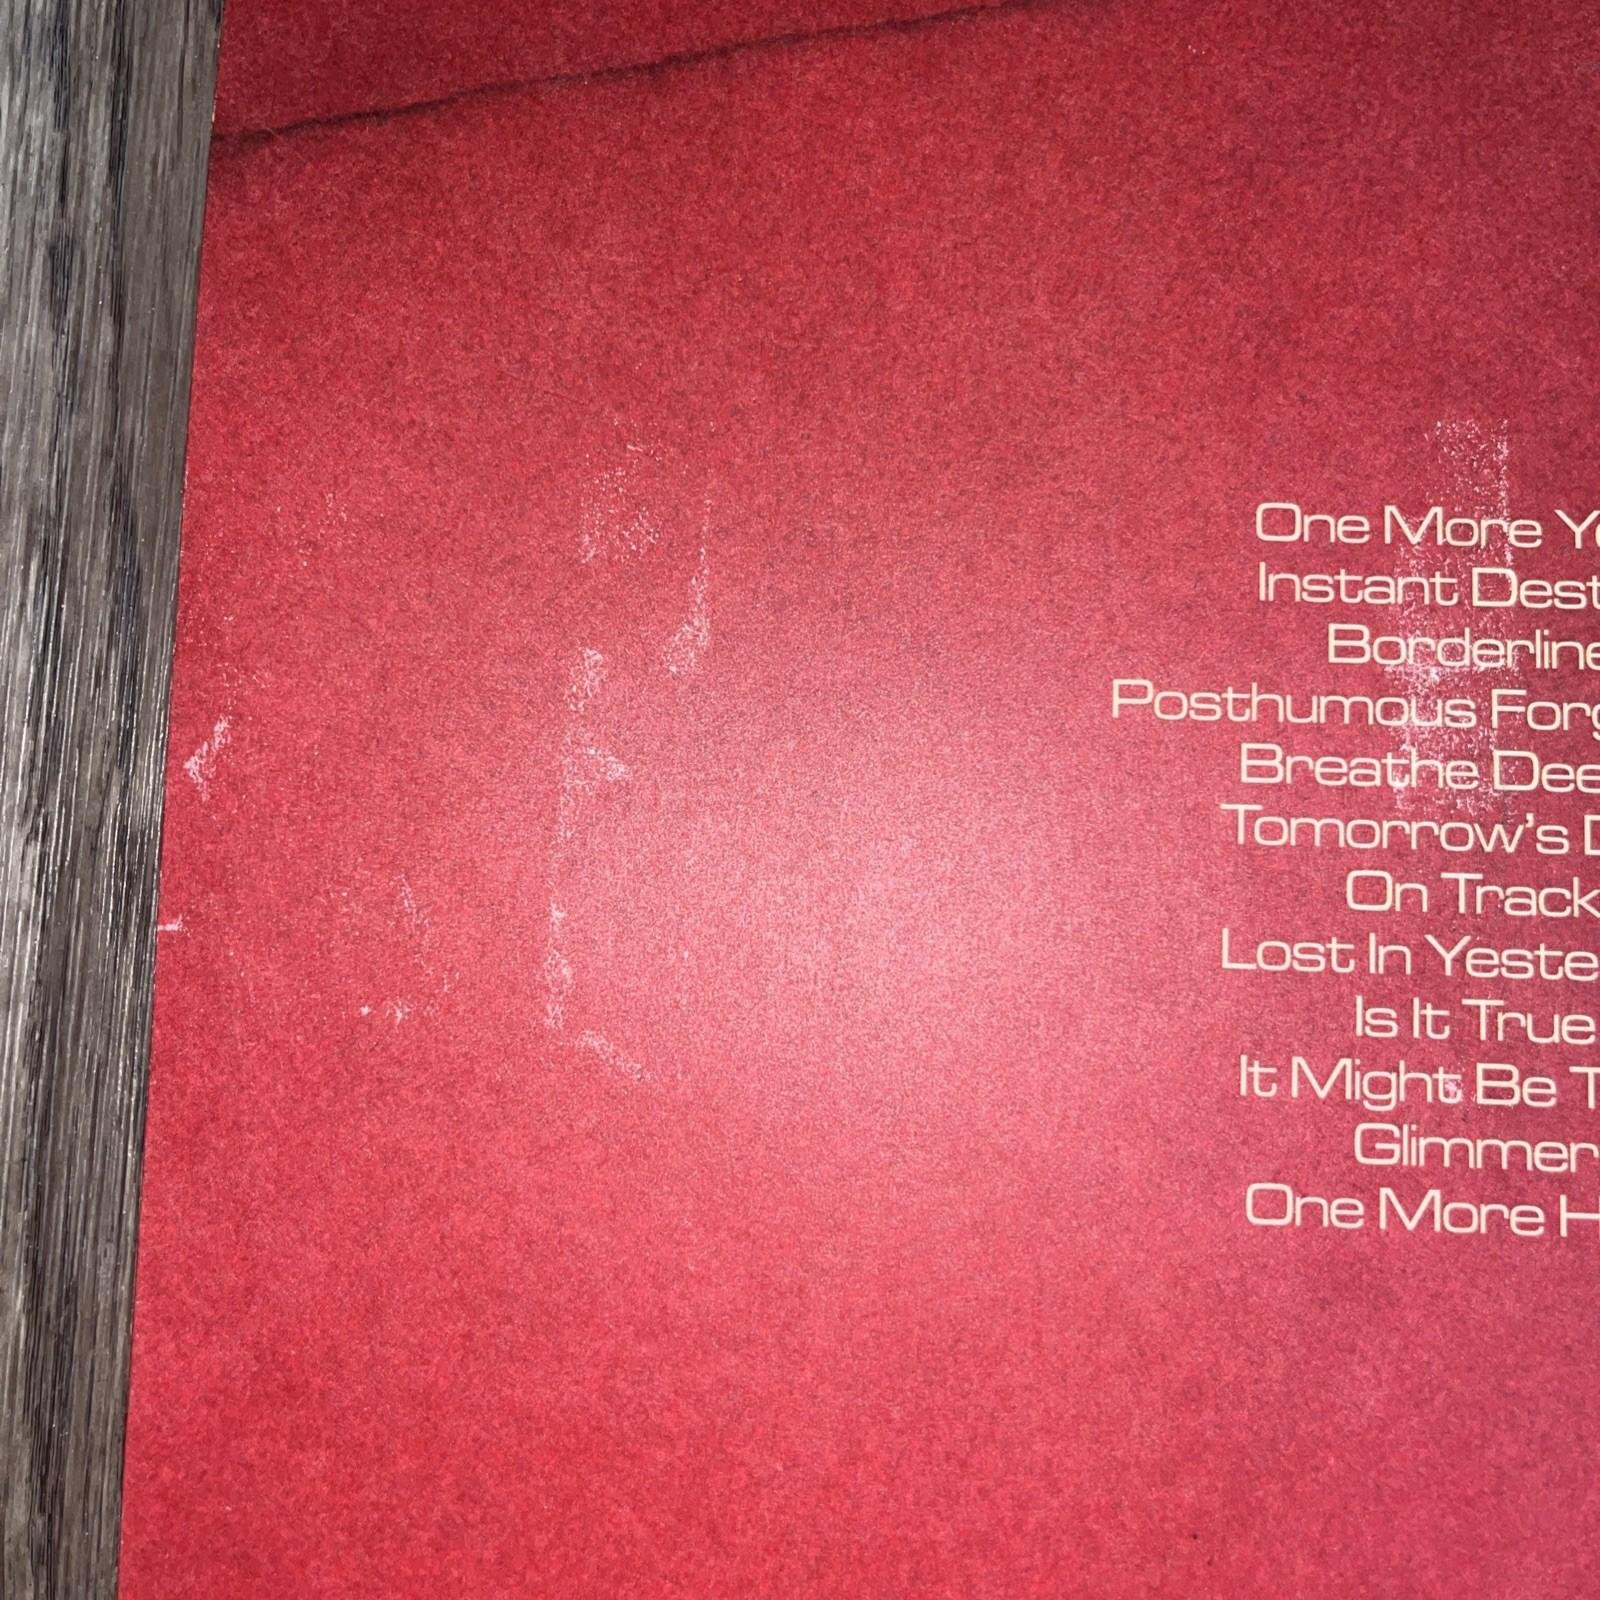 One More Ye
Instant Dest
Borderline
Posthumous Forg
Breathe Dee
Tomorrow's D
On Track
Lost In Yeste
Is It True
It Might Be T
Glimmer
One More H